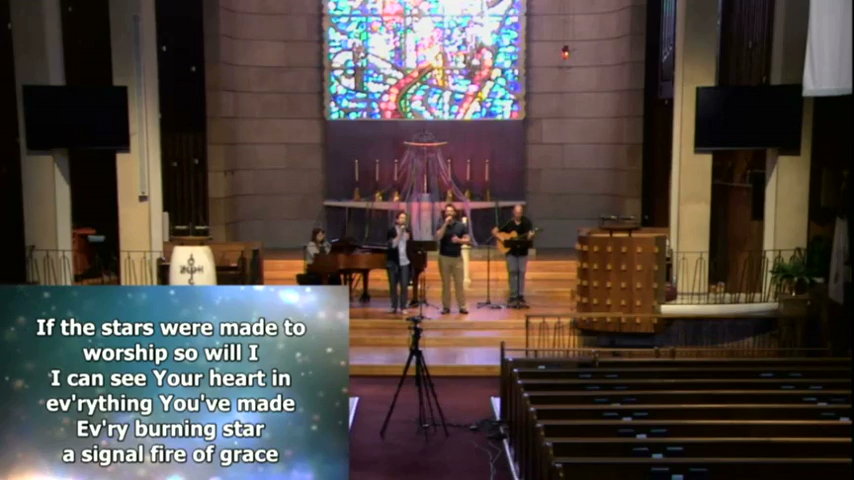 If the stars were made to
worship so will I
I can see Your heart in
ev'rything You've made
Ev'ry burning star
a signal fire of grace